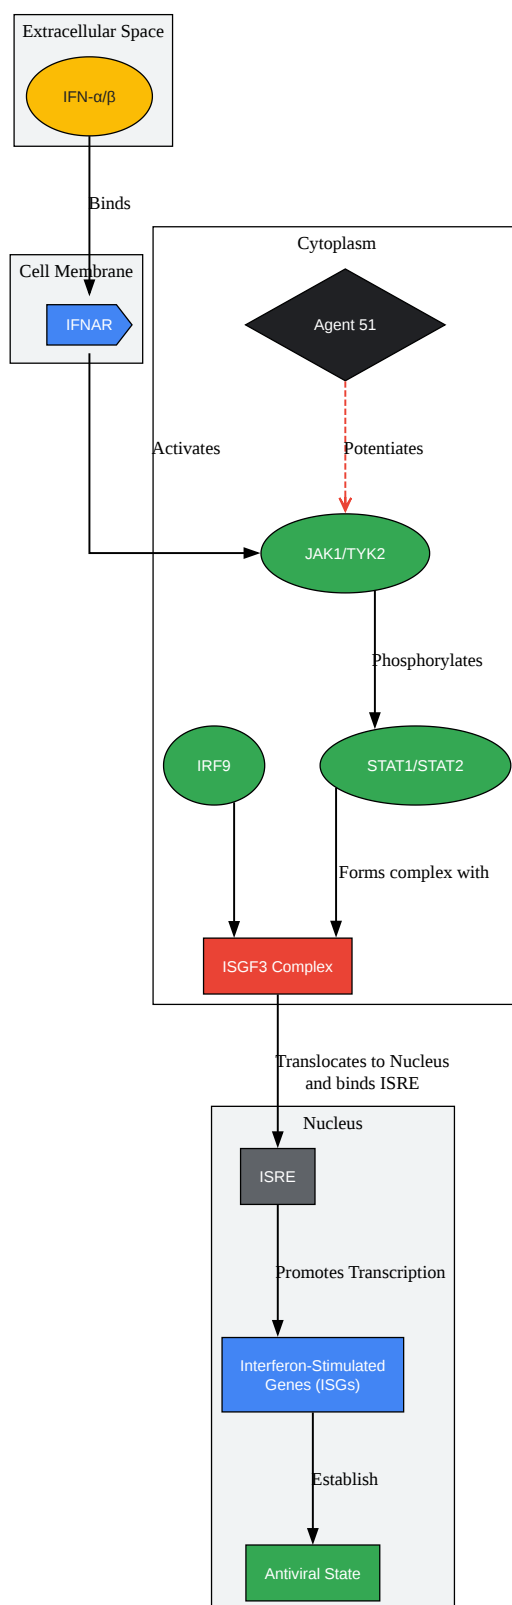 Extracellular Space
IFN-α/β
Binds
Cytoplasm
Cell Membrane
IFNAR
Agent 51
Activates
Potentiates
JAK1/TYK2
Phosphorylates
IRF9
STAT1/STAT2
Forms complex with
ISGF3 Complex
Translocates to Nucleus
and binds ISRE
Nucleus
ISRE
Promotes Transcription
Interferon-Stimulated
Genes (ISGs)
Establish
Antiviral State